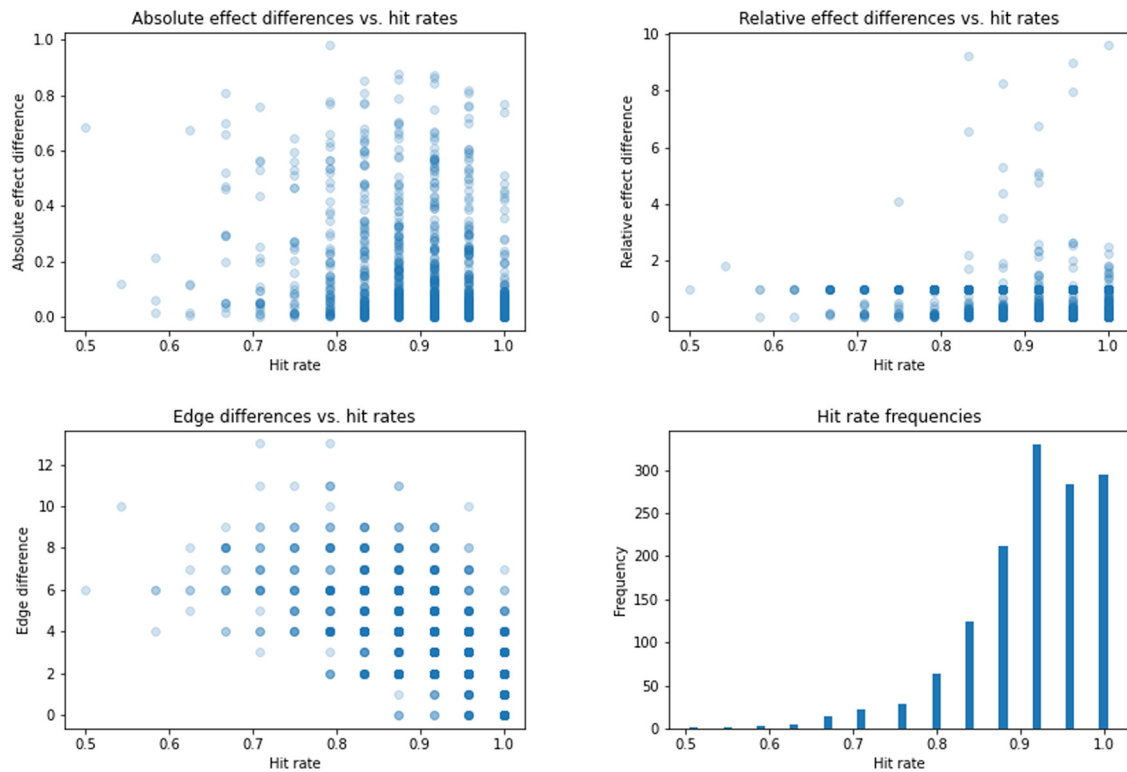 Absolute effect differences vs. hit rates
1.0
0.8
0.6
0.4
0.2
0.0
Absolute effect difference
0.5 0.6 0.7 0.8 0.9 1.0
Hit rate
Relative effect differences vs. hit rates
10
8
6
4
2
0
Relative effect difference
0.5 0.6 0.7 0.8 0.9 1.0
Hit rate
Edge differences vs. hit rates
12
10
8
6
4
2
0
Edge difference
0.5 0.6 0.7 0.8 0.9 1.0
Hit rate
Hit rate frequencies
300
250
200
150
100
50
0
Frequency
0.5 0.6 0.7 0.8 0.9 1.0
Hit rate